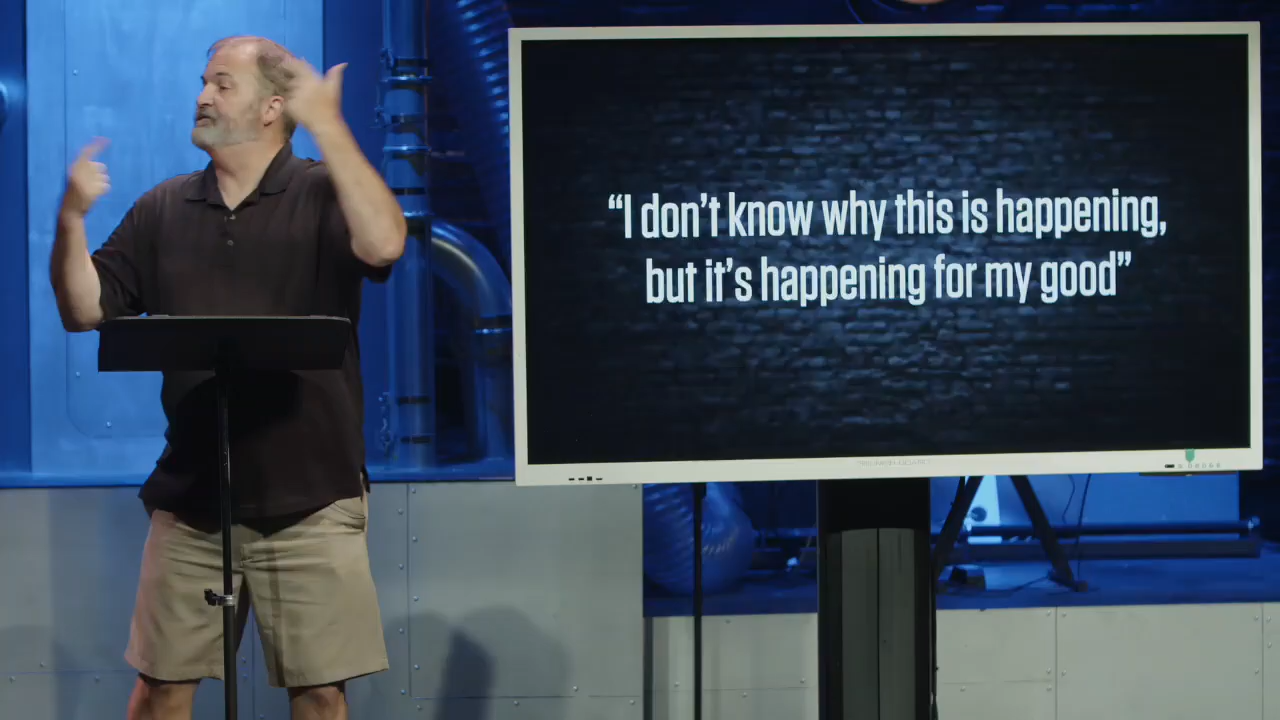 “I don’t know why this is happening,
but it’s happening for my good”